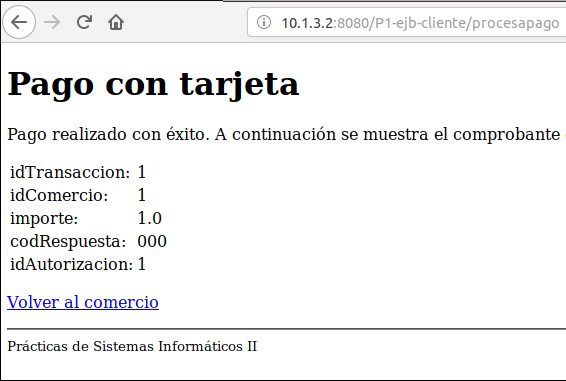 10.1.3.2:8080/P1-ejb-cliente/procesapago
Pago con tarjeta
Pago realizado con éxito. A continuación se muestra el comprobante
idTransaccion: 1
idComercio: 1
importe: 1.0
codRespuesta: 000
idAutorizacion: 1
Volver al comercio
Prácticas de Sistemas Informáticos II